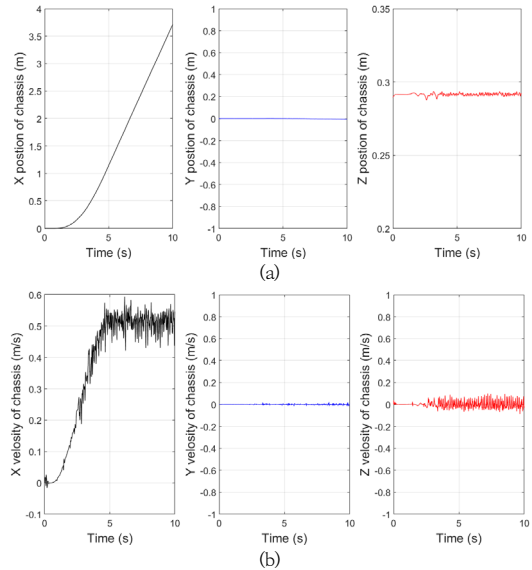 4
3.5
3
2.5
2
1.5
1
0.5
0
0 5 10
Time (s)
X postion of chassis (m)
1
0.8
0.6
0.4
0.2
0
-0.2
-0.4
-0.6
-0.8
-1
0 5 10
Time (s)
Y postion of chassis (m)
0.35
0.3
0.25
0.2
0 5 10
Time (s)
Z postion of chassis (m)
(a)
0.6
0.5
0.4
0.3
0.2
0.1
0
-0.1
0 5 10
Time (s)
X velosity of chassis (m/s)
1
0.8
0.6
0.4
0.2
0
-0.2
-0.4
-0.6
-0.8
-1
0 5 10
Time (s)
Y velosity of chassis (m/s)
1
0.8
0.6
0.4
0.2
0
-0.2
-0.4
-0.6
-0.8
-1
0 5 10
Time (s)
Z velosity of chassis (m/s)
(b)